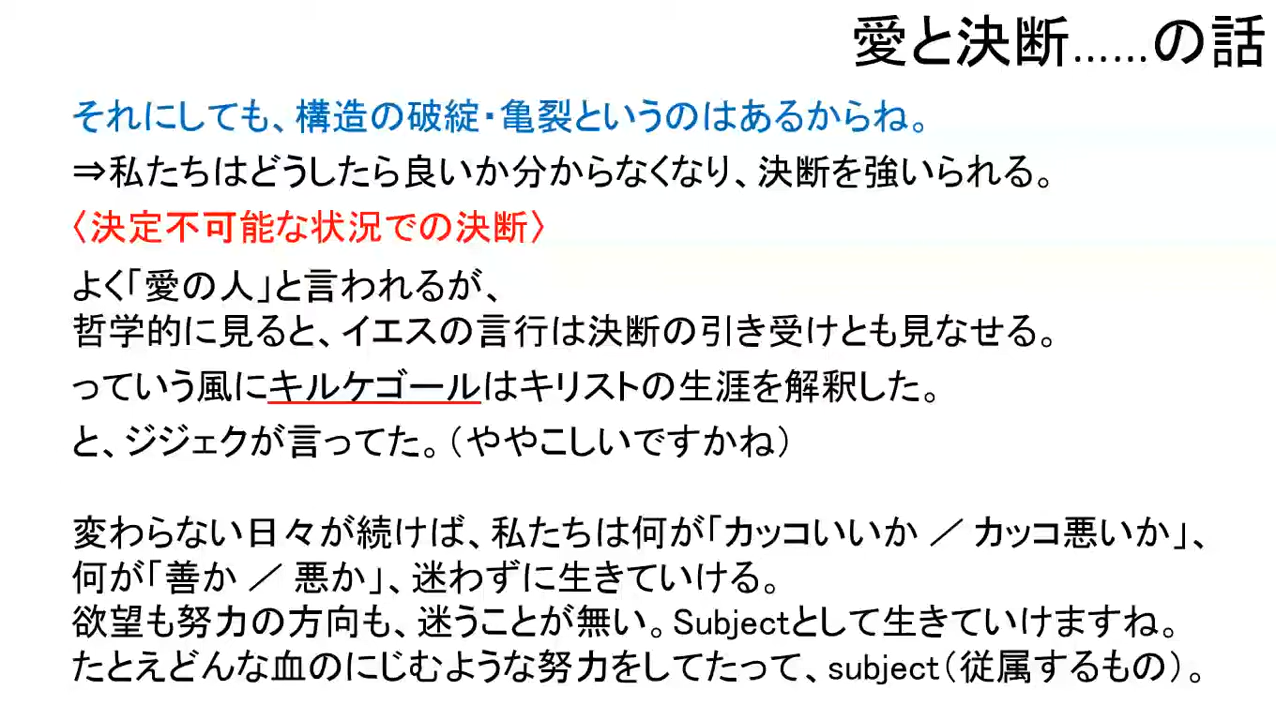 愛と決断……の話
それにしても、構造の破綻・亀裂というのはあるからね。
⇒私たちはどうしたら良いか分からなくなり、決断を強いられる。
〈決定不可能な状況での決断〉
よく「愛の人」と言われるが、
哲学的に見ると、イエスの言行は決断の引き受けとも見なせる。
っていう風にキルケゴールはキリストの生涯を解釈した。
と、ジジェクが言ってた。（ややこしいですかね）
変わらない日々が続けば、私たちは何が「カッコいいか ／ カッコ悪いか」、
何が「善か ／ 悪か」、迷わずに生きていける。
欲望も努力の方向も、迷うことが無い。Subjectとして生きていけますね。
たとえどんな血のにじむような努力をしてたって、subject（従属するもの）。